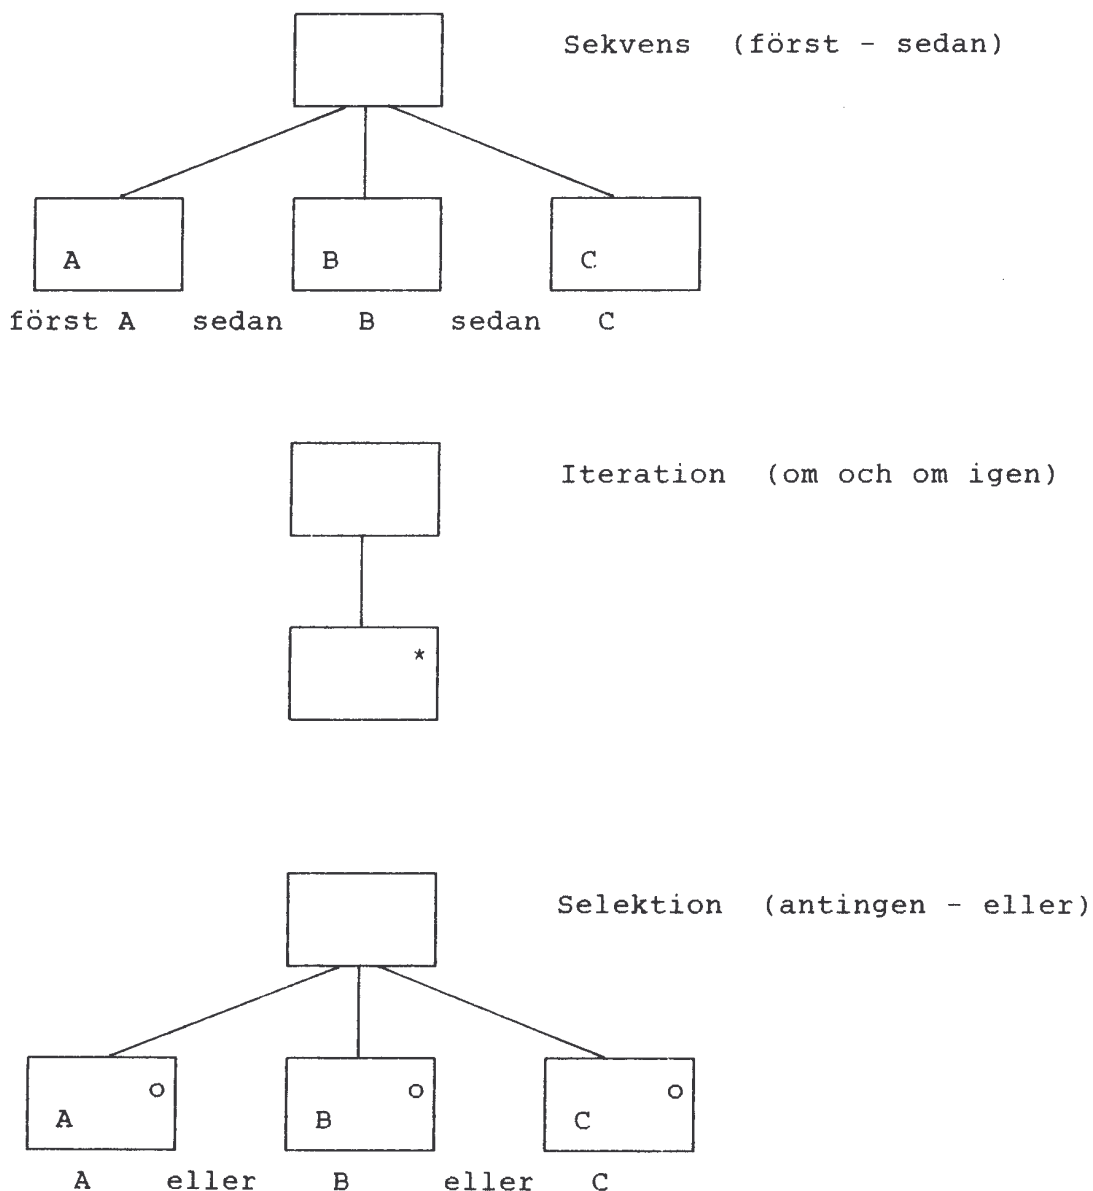 Sekvens (först - sedan)
A B C
först A sedan B sedan C
Iteration (om och om igen)
*
Selektion (antingen - eller)
o o o
A B C
A eller B eller C